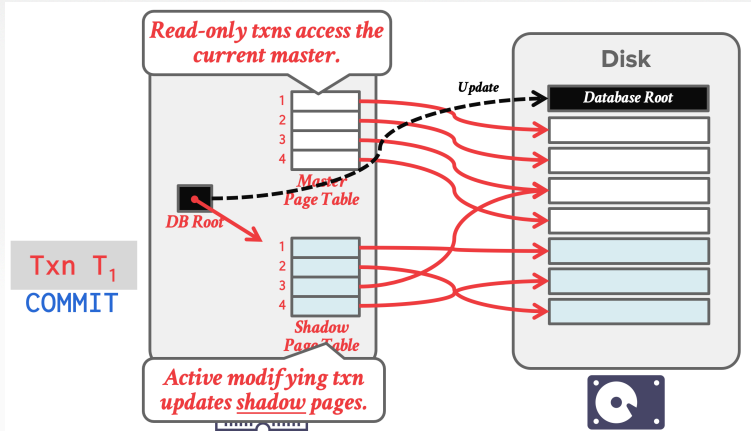 Read-only txns access the
current master.
Disk
Update
Database Root
1
2
3
4
Master
Page Table
DB Root
Txn T₁
COMMIT
1
2
3
4
Shadow
Page Table
Active modifying txn
updates shadow pages.